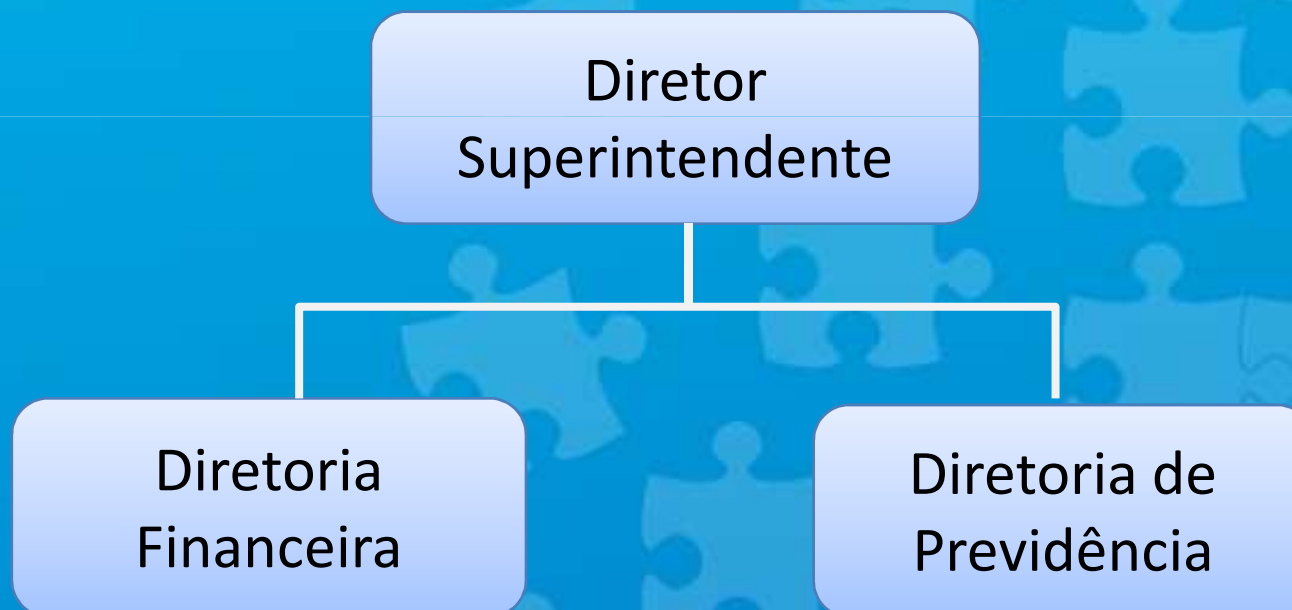 Diretor
Superintendente
Diretoria
Financeira
Diretoria de
Previdência